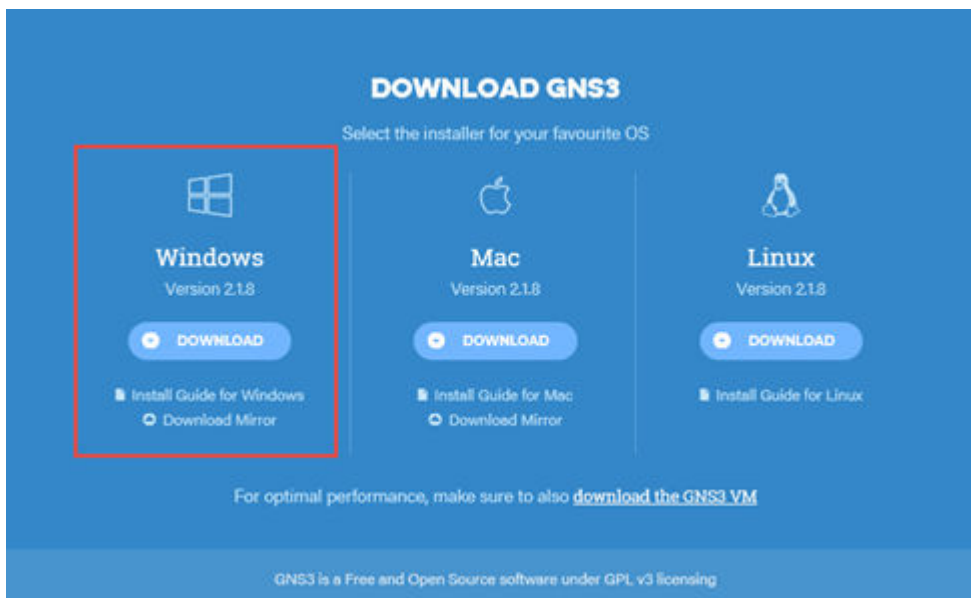 DOWNLOAD GNS3
Select the installer for your favourite OS
Windows
Version 2.1.8
DOWNLOAD
Install Guide for Windows
Download Mirror
Mac
Version 2.1.8
DOWNLOAD
Install Guide for Mac
Download Mirror
Linux
Version 2.1.8
DOWNLOAD
Install Guide for Linux
For optimal performance, make sure to also download the GNS3 VM
GNS3 is a Free and Open Source software under GPL v3 licensing